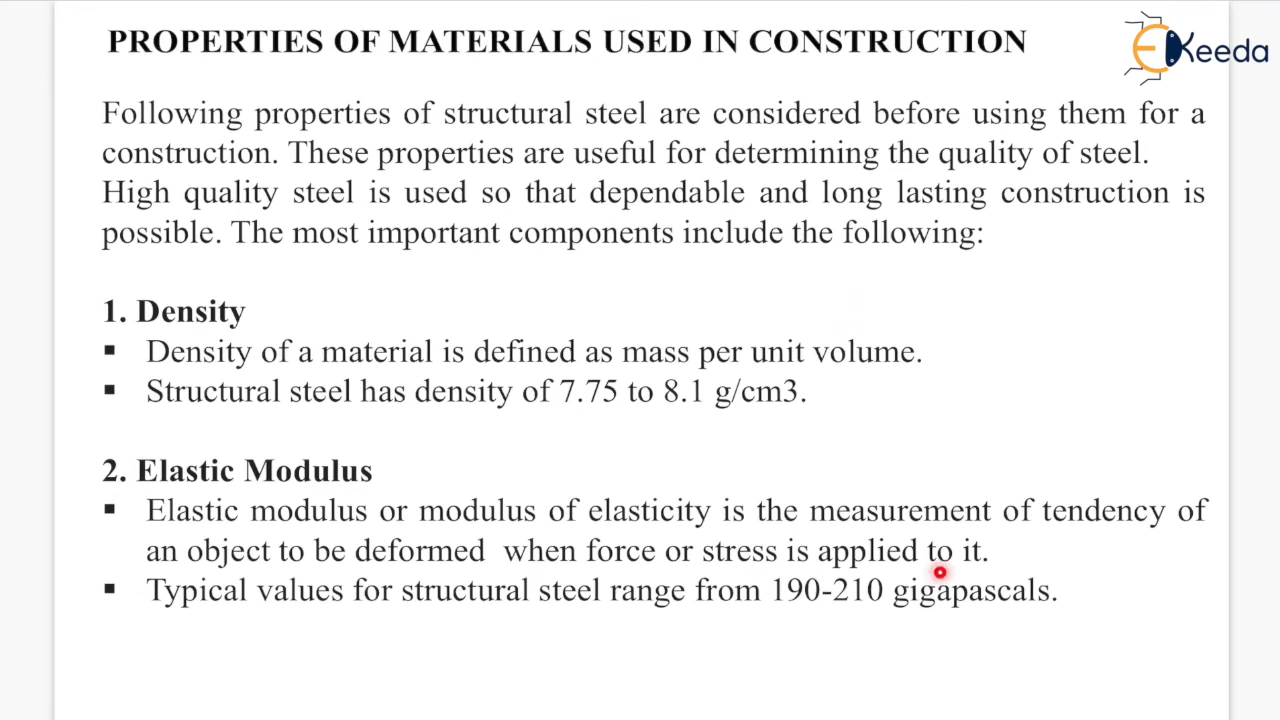 PROPERTIES OF MATERIALS USED IN CONSTRUCTION
EKeeda
Following properties of structural steel are considered before using them for a
construction. These properties are useful for determining the quality of steel.
High quality steel is used so that dependable and long lasting construction is
possible. The most important components include the following:
1. Density
▪ Density of a material is defined as mass per unit volume.
▪ Structural steel has density of 7.75 to 8.1 g/cm3.
2. Elastic Modulus
▪ Elastic modulus or modulus of elasticity is the measurement of tendency of
an object to be deformed when force or stress is applied to it.
▪ Typical values for structural steel range from 190-210 gigapascals.